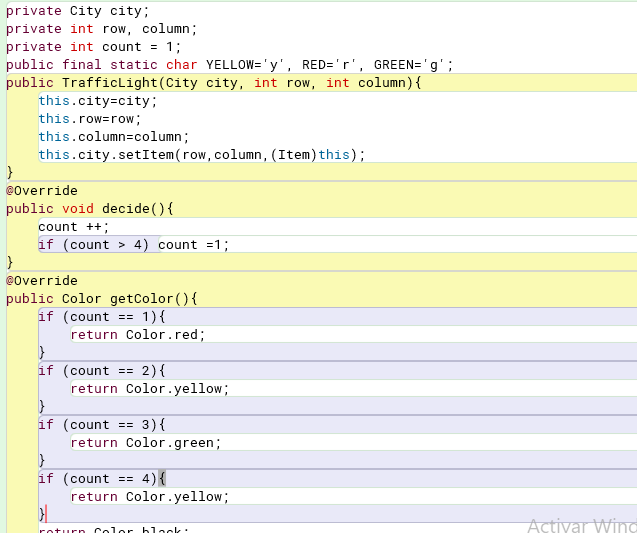 private City city;
private int row, column;
private int count = 1;
public final static char YELLOW='y', RED='r', GREEN='g';
public TrafficLight(City city, int row, int column){
this.city=city;
this.row=row;
this.column=column;
this.city.setItem(row,column,(Item)this);
}
@Override
public void decide(){
count ++;
if (count > 4) count =1;
}
@Override
public Color getColor(){
if (count == 1){
return Color.red;
}
if (count == 2){
return Color.yellow;
}
if (count == 3){
return Color.green;
}
if (count == 4){
return Color.yellow;
}
return Color.black;
Activar Wind